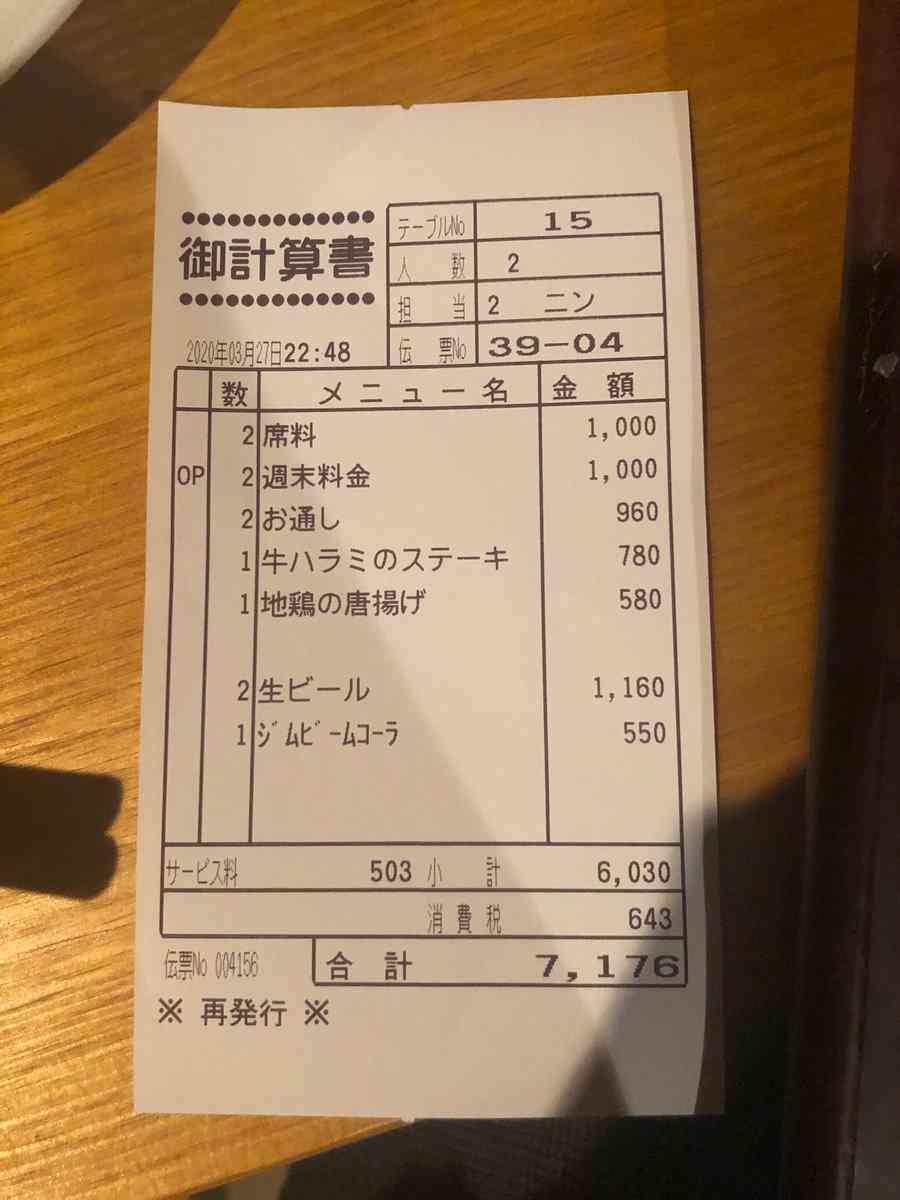 御計算書
テーブルNo 15
人数 2
担当 2 ニン
伝票No 39-04
2020年03月27日22:48
数 メニュー名 金額
2 席料 1,000
OP 2 週末料金 1,000
2 お通し 960
1 牛ハラミのステーキ 780
1 地鶏の唐揚げ 580
2 生ビール 1,160
1 ｼﾞﾑﾋﾞｰﾑｺｰﾗ 550
サービス料 503 小計 6,030
消費税 643
伝票No 004156 合計 7,176
※ 再発行 ※